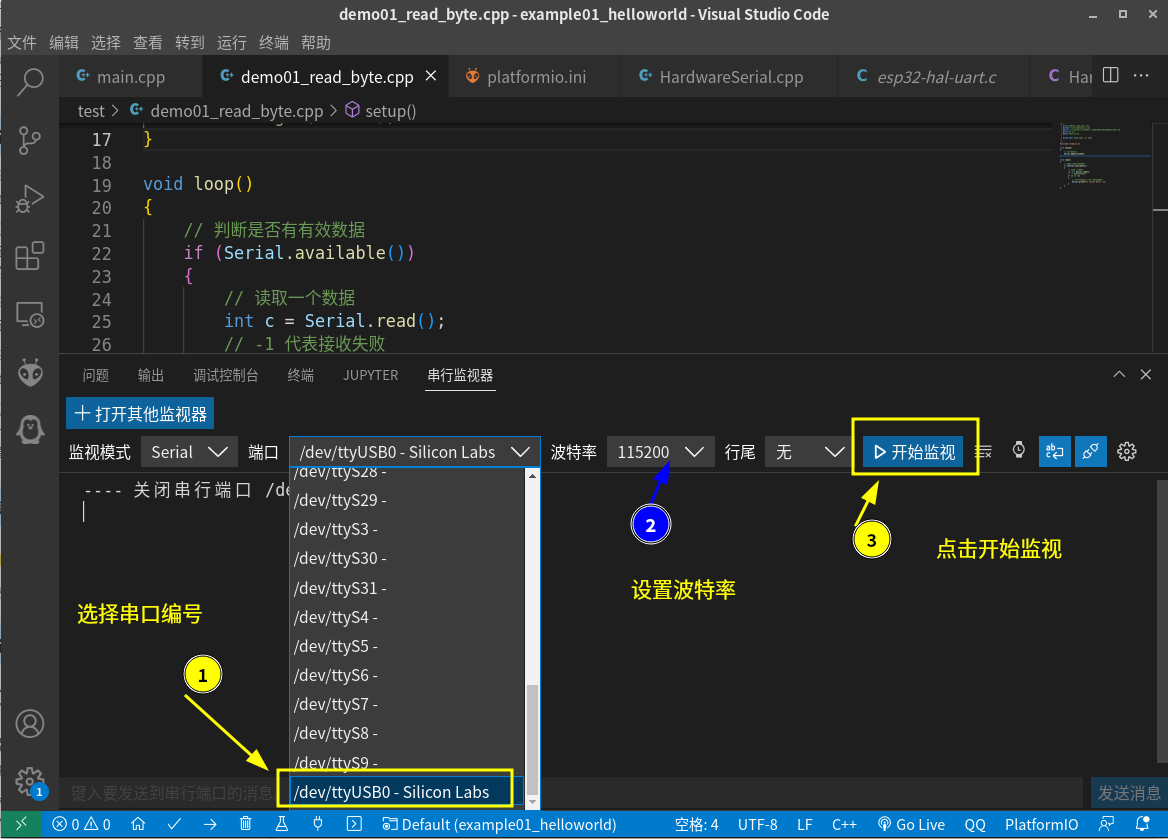 demo01_read_byte.cpp - example01_helloworld - Visual Studio Code
文件 编辑 选择 查看 转到 运行 终端 帮助
main.cpp demo01_read_byte.cpp platformio.ini HardwareSerial.cpp esp32-hal-uart.c
test > demo01_read_byte.cpp > setup()
17 }
18
19 void loop()
20 {
21 // 判断是否有有效数据
22 if (Serial.available())
23 {
24 // 读取一个数据
25 int c = Serial.read();
26 // -1 代表接收失败
问题 输出 调试控制台 终端 JUPYTER 串行监视器
打开其他监视器
监视模式 Serial 端口 /dev/ttyUSB0 - Silicon Labs 波特率 115200 行尾 无 开始监视
---- 关闭串行端口 /de
/dev/ttyS28 -
/dev/ttyS29 -
/dev/ttyS3 -
/dev/ttyS30 -
/dev/ttyS31 -
/dev/ttyS4 -
/dev/ttyS5 -
/dev/ttyS6 -
/dev/ttyS7 -
/dev/ttyS8 -
/dev/ttyS9 -
/dev/ttyUSB0 - Silicon Labs
选择串口编号
1
2
设置波特率
3
点击开始监视
键入要发送到串行端口的消息
发送消息
1
0 0 Default (example01_helloworld) 空格: 4 UTF-8 LF C++ Go Live QQ PlatformIO